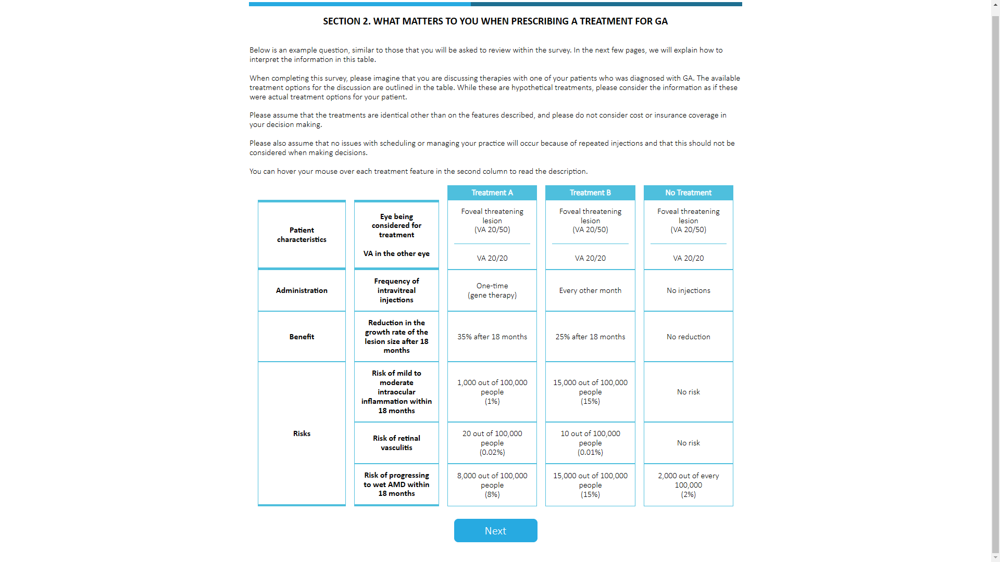 SECTION 2. WHAT MATTERS TO YOU WHEN PRESCRIBING A TREATMENT FOR GA
Below is an example question, similar to those that you will be asked to review within the survey. In the next few pages, we will explain how to
interpret the information in this table.
When completing this survey, please imagine that you are discussing therapies with one of your patients who was diagnosed with GA. The available
treatment options for the discussion are outlined in the table. While these are hypothetical treatments, please consider the information as if these
were actual treatment options for your patient.
Please assume that the treatments are identical other than on the features described, and please do not consider cost or insurance coverage in
your decision making.
Please also assume that no issues with scheduling or managing your practice will occur because of repeated injections and that this should not be
considered when making decisions.
You can hover your mouse over each treatment feature in the second column to read the description.
Treatment A
Treatment B
No Treatment
Patient
characteristics
Eye being
considered for
treatment
VA in the other eye
Foveal threatening
lesion
(VA 20/50)
VA 20/20
Foveal threatening
lesion
(VA 20/50)
VA 20/20
Foveal threatening
lesion
(VA 20/50)
VA 20/20
Administration
Frequency of
intravitreal
injections
One-time
(gene therapy)
Every other month
No injections
Benefit
Reduction in the
growth rate of the
lesion size after 18
months
35% after 18 months
25% after 18 months
No reduction
Risks
Risk of mild to
moderate
intraocular
inflammation within
18 months
1,000 out of 100,000
people
(1%)
15,000 out of 100,000
people
(15%)
No risk
Risk of retinal
vasculitis
20 out of 100,000
people
(0.02%)
10 out of 100,000
people
(0.01%)
No risk
Risk of progressing
to wet AMD within
18 months
8,000 out of 100,000
people
(8%)
15,000 out of 100,000
people
(15%)
2,000 out of every
100,000
(2%)
Next